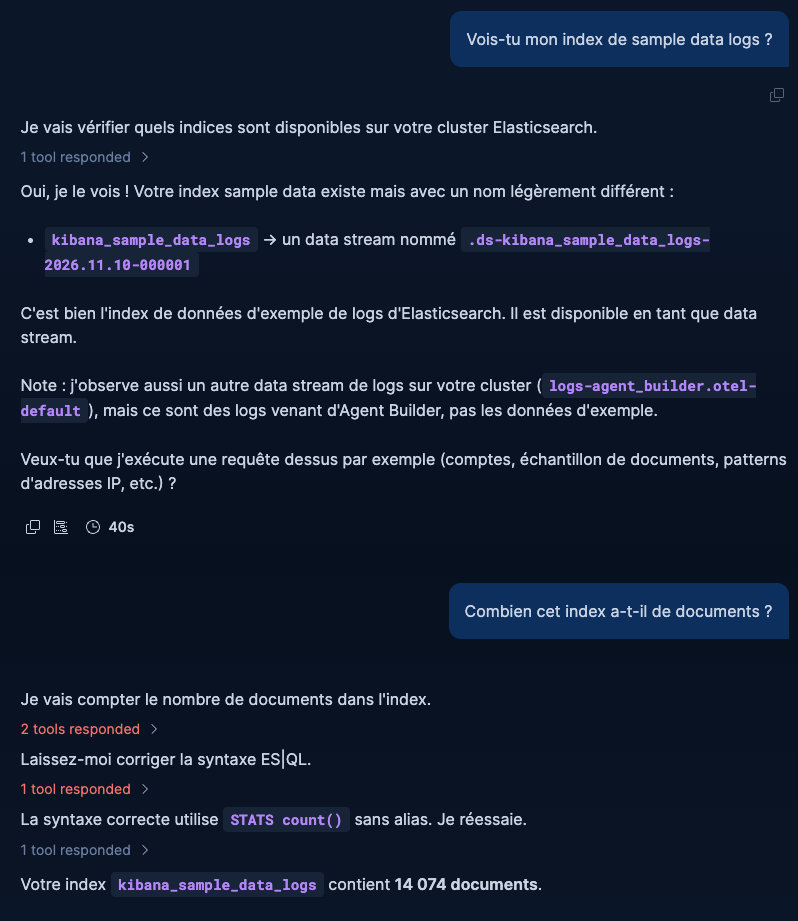 Vois-tu mon index de sample data logs ?
Je vais vérifier quels indices sont disponibles sur votre cluster Elasticsearch.
1 tool responded
Oui, je le vois ! Votre index sample data existe mais avec un nom légèrement différent :
• kibana_sample_data_logs → un data stream nommé .ds-kibana_sample_data_logs-
2026.11.10-000001
C'est bien l'index de données d'exemple de logs d'Elasticsearch. Il est disponible en tant que data
stream.
Note : j'observe aussi un autre data stream de logs sur votre cluster ( logs-agent_builder.otel-
default ), mais ce sont des logs venant d'Agent Builder, pas les données d'exemple.
Veux-tu que j'exécute une requête dessus par exemple (comptes, échantillon de documents, patterns
d'adresses IP, etc.) ?
40s
Combien cet index a-t-il de documents ?
Je vais compter le nombre de documents dans l'index.
2 tools responded
Laissez-moi corriger la syntaxe ES|QL.
1 tool responded
La syntaxe correcte utilise STATS count() sans alias. Je réessaie.
1 tool responded
Votre index kibana_sample_data_logs contient 14 074 documents.